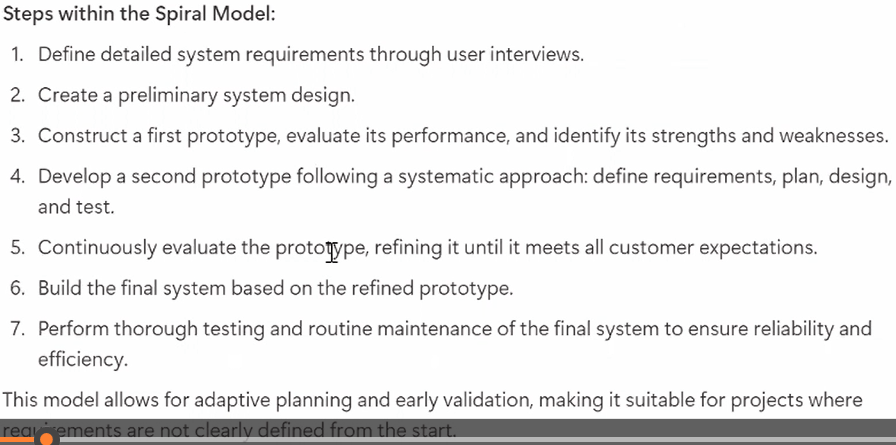 Steps within the Spiral Model:
1. Define detailed system requirements through user interviews.
2. Create a preliminary system design.
3. Construct a first prototype, evaluate its performance, and identify its strengths and weaknesses.
4. Develop a second prototype following a systematic approach: define requirements, plan, design,
and test.
5. Continuously evaluate the prototype, refining it until it meets all customer expectations.
6. Build the final system based on the refined prototype.
7. Perform thorough testing and routine maintenance of the final system to ensure reliability and
efficiency.
This model allows for adaptive planning and early validation, making it suitable for projects where
requirements are not clearly defined from the start.